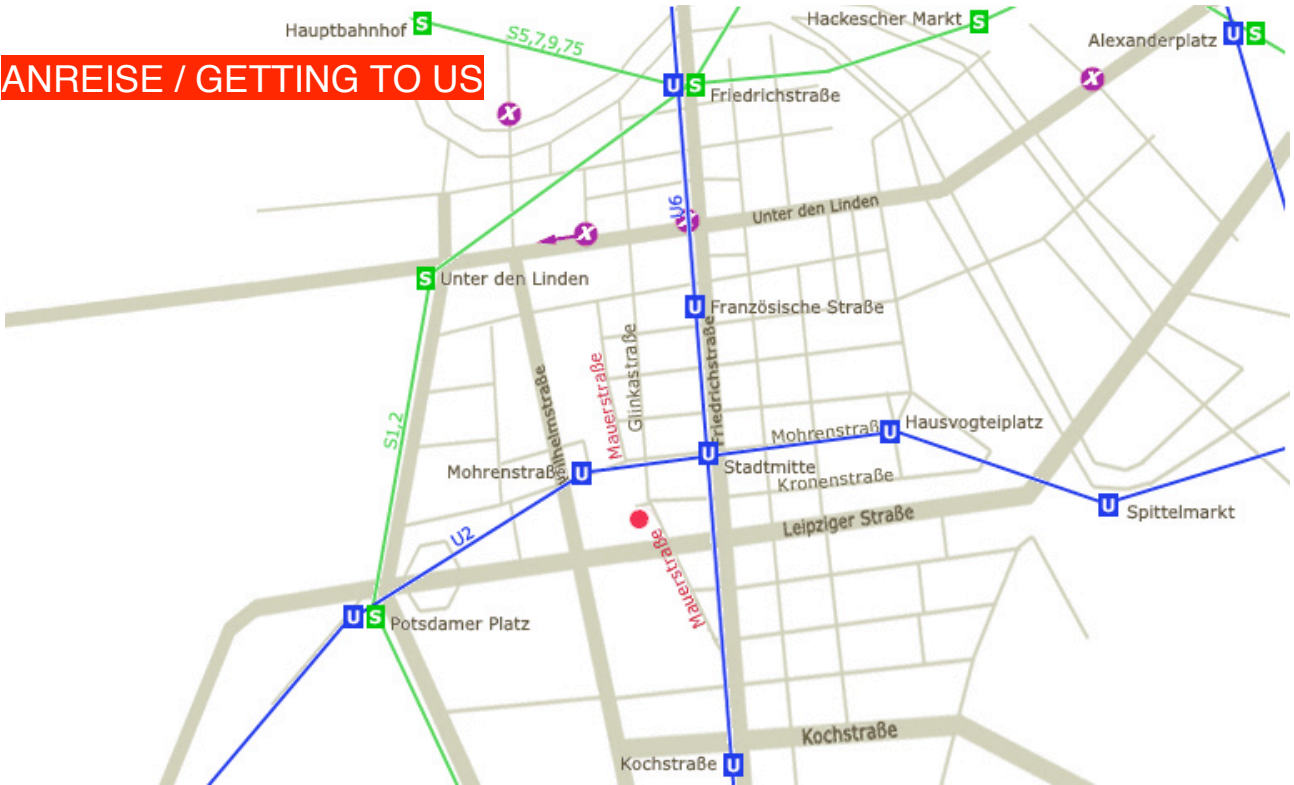 Hauptbahnhof S
S5,7,9,75
Hackescher Markt S
Alexanderplatz U S
ANREISE / GETTING TO US
U S
Friedrichstraße
X
X
U6
X
X
Unter den Linden
S Unter den Linden
U Französische Straße
Friedrichstraße
Glinkastraße
Mauerstraße
Wilhelmstraße
S1,2
Mohrenstraße
U Hausvogteiplatz
Mohrenstraße U
U Stadtmitte
Kronenstraße
U Spittelmarkt
Leipziger Straße
U2
Mauerstraße
U S Potsdamer Platz
Kochstraße
Kochstraße U